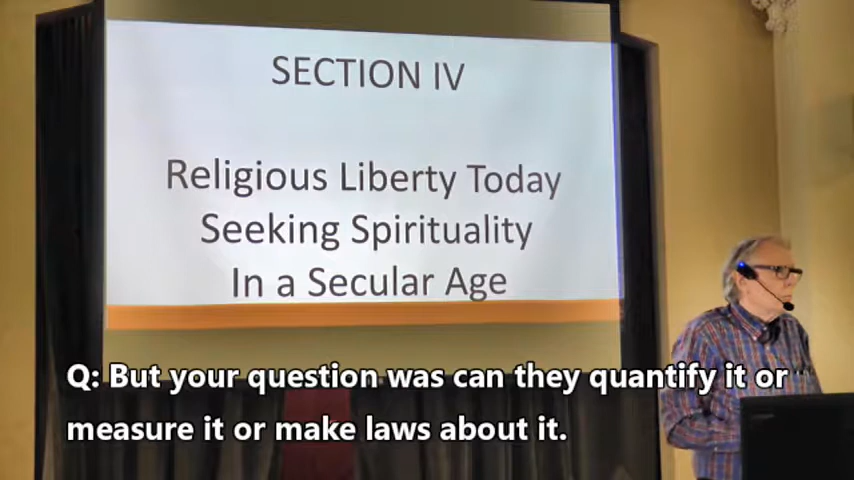 SECTION IV
Religious Liberty Today
Seeking Spirituality
In a Secular Age
Q: But your question was can they quantify it or
measure it or make laws about it.